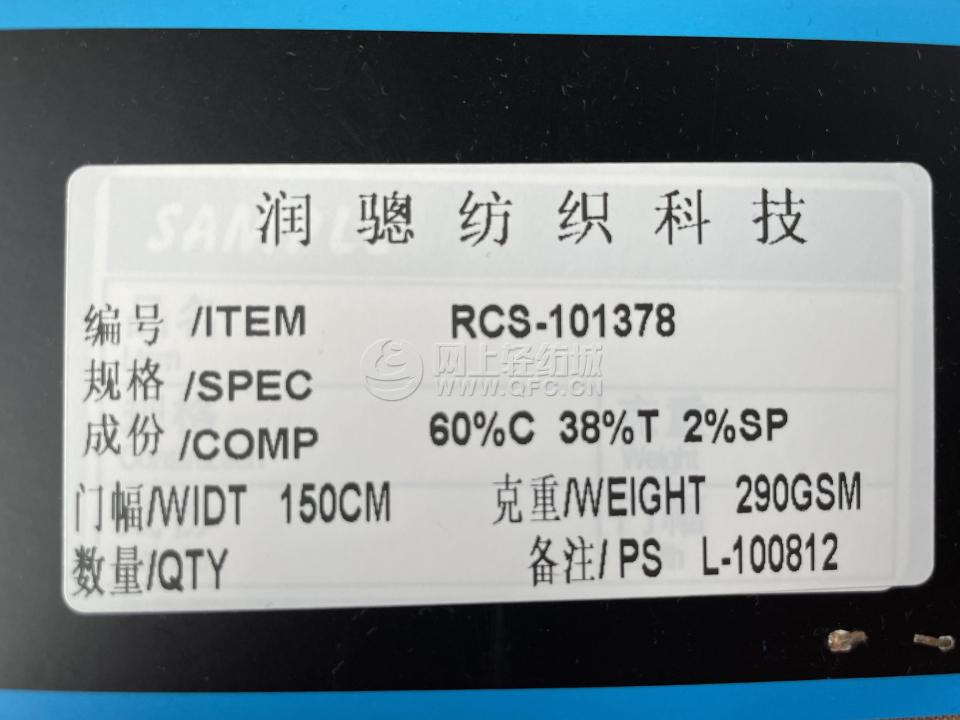 润骢纺织科技
编号 /ITEM RCS-101378
网上轻纺城
WWW.QFC.CN
规格 /SPEC
成份 /COMP 60%C 38%T 2%SP
门幅/WIDT 150CM 克重/WEIGHT 290GSM
数量/QTY 备注/ PS L-100812